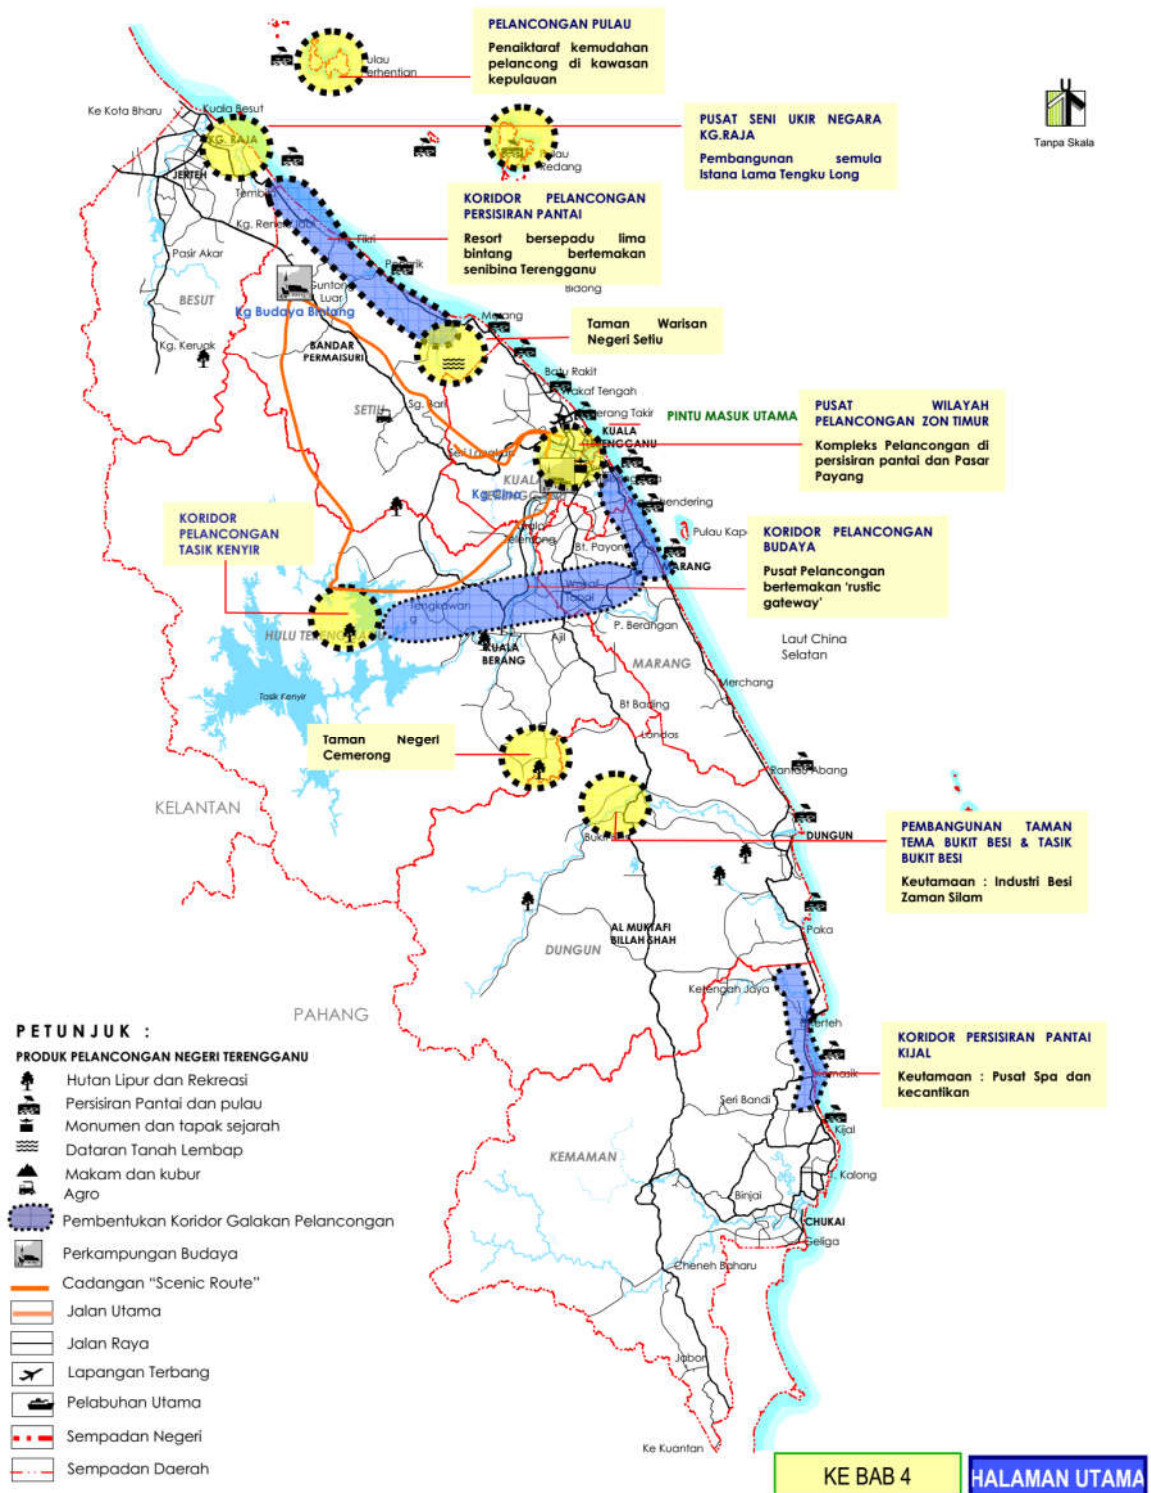 PELANCONGAN PULAU
Penaiktaraf kemudahan
pelancong di kawasan
kepulauan
Tanpa Skala
Ke Kota Bharu
Kuala Besut
KG. RAJA
JERTEH
PUSAT SENI UKIR NEGARA
KG.RAJA
Pembangunan semula
Istana Lama Tengku Long
Redang
KORIDOR PELANCONGAN
PERSISIRAN PANTAI
Resort bersepadu lima
bintang bertemakan
senibina Terengganu
Bidong
Pasir Akar
BESUT
Guntong
Luar
Kg Budaya Bintang
Kg. Keruak
BANDAR
PERMAISURI
Merang
Taman Warisan
Negeri Setiu
Batu Rakit
Wakaf Tengah
SETIU
Sg. Bari
PINTU MASUK UTAMA
KUALA
PUSAT WILAYAH
PELANCONGAN ZON TIMUR
Kompleks Pelancongan di
persisiran pantai dan Pasar
Payang
Kg Cina
KORIDOR
PELANCONGAN
TASIK KENYIR
Bt. Payong
MARANG
KORIDOR PELANCONGAN
BUDAYA
Pusat Pelancongan
bertemakan 'rustic
gateway'
HULU TERENGGANU
Ajil
P. Berangan
KUALA
BERANG
MARANG
Laut China
Selatan
Tasik Kenyir
Merchang
Bt Bading
Taman Negeri
Cemerong
Landas
Rantau Abang
KELANTAN
DUNGUN
PEMBANGUNAN TAMAN
TEMA BUKIT BESI & TASIK
BUKIT BESI
Keutamaan : Industri Besi
Zaman Silam
AL MUKTAFI
BILLAH SHAH
DUNGUN
Paka
Ketengah Jaya
PAHANG
KORIDOR PERSISIRAN PANTAI
KIJAL
Keutamaan : Pusat Spa dan
kecantikan
Seri Bandi
Kijal
KEMAMAN
Kalong
Binjai
CHUKAI
Geliga
Cheneh Baharu
Jabor
Ke Kuantan
PETUNJUK :
PRODUK PELANCONGAN NEGERI TERENGGANU
Hutan Lipur dan Rekreasi
Persisiran Pantai dan pulau
Monumen dan tapak sejarah
Dataran Tanah Lembap
Makam dan kubur
Agro
Pembentukan Koridor Galakan Pelancongan
Perkampungan Budaya
Cadangan "Scenic Route"
Jalan Utama
Jalan Raya
Lapangan Terbang
Pelabuhan Utama
Sempadan Negeri
Sempadan Daerah
KE BAB 4
HALAMAN UTAMA